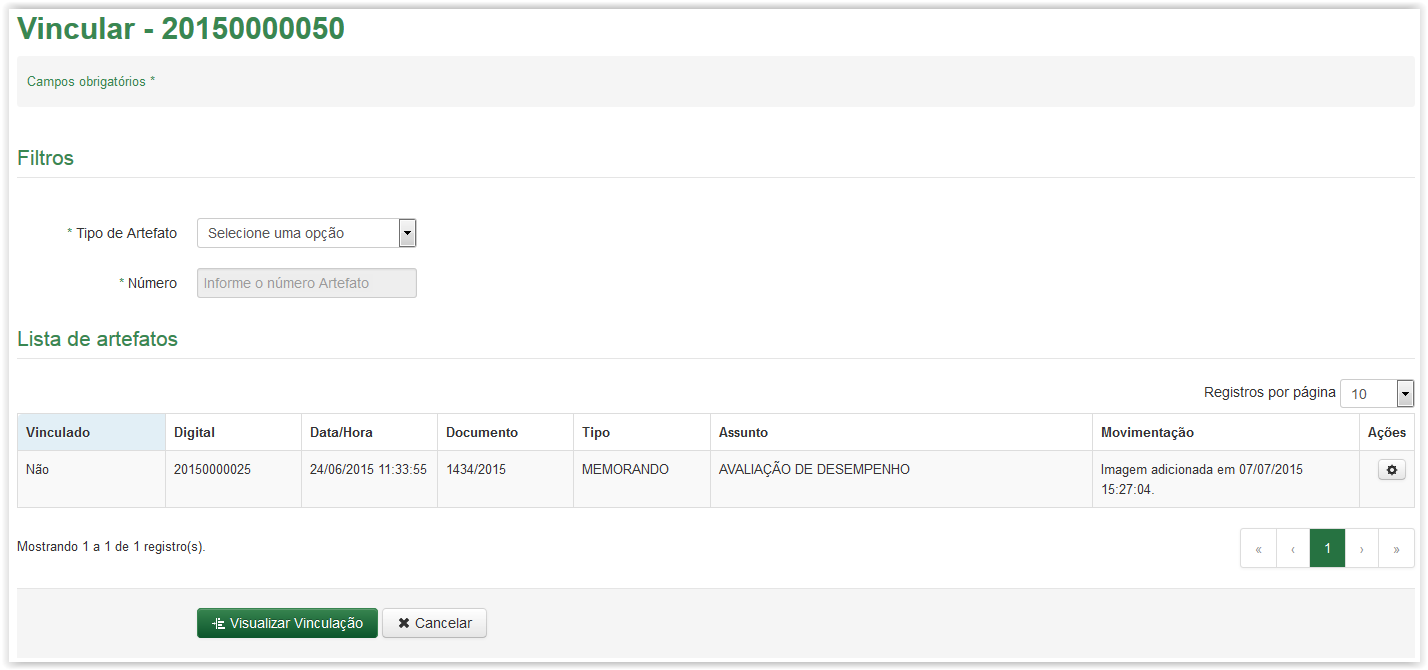 Vincular - 20150000050
Campos obrigatórios *
Filtros
* Tipo de Artefato Selecione uma opção
* Número Informe o número Artefato
Lista de artefatos
Registros por página 10
Vinculado Digital Data/Hora Documento Tipo Assunto Movimentação Ações
Não 20150000025 24/06/2015 11:33:55 1434/2015 MEMORANDO AVALIAÇÃO DE DESEMPENHO Imagem adicionada em 07/07/2015
15:27:04.
Mostrando 1 a 1 de 1 registro(s). « ‹ 1 › »
Visualizar Vinculação Cancelar